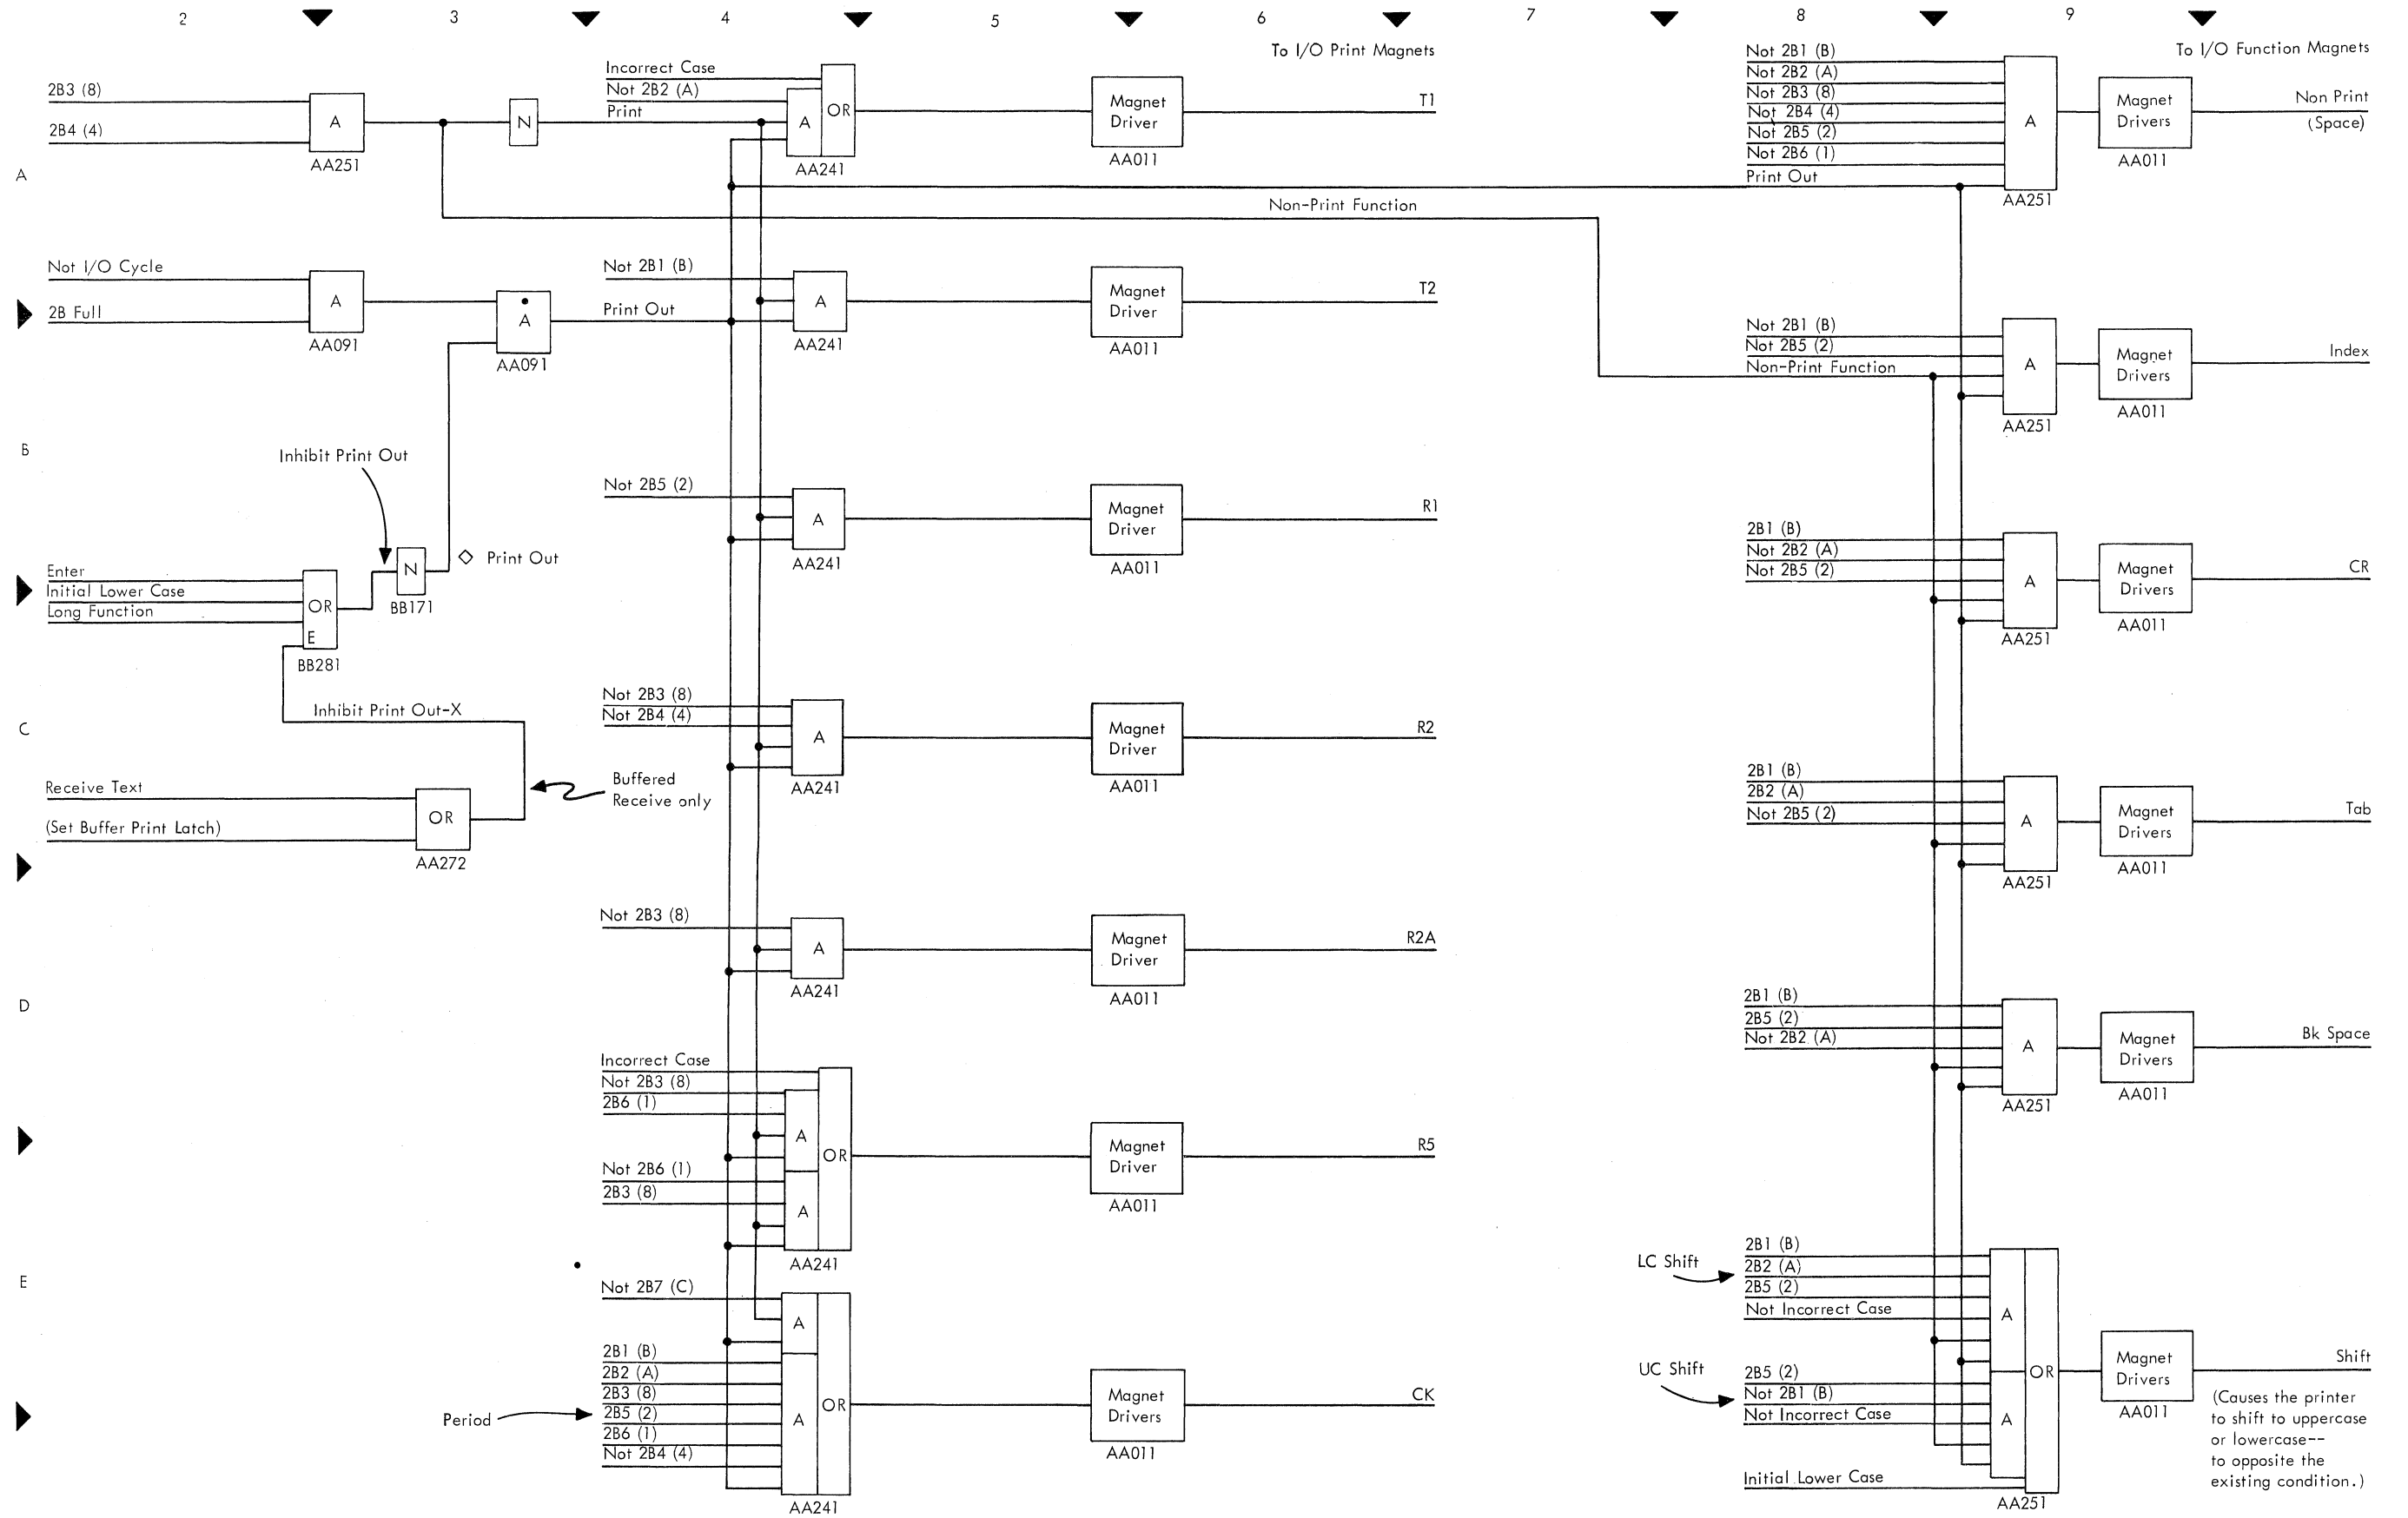 2 3 4 5 6 7 8 9
To I/O Print Magnets
To I/O Function Magnets
A
B
C
D
E
2B3 (8)
2B4 (4)
A
AA251
N
Incorrect Case
Not 2B2 (A)
Print
A
OR
AA241
Magnet
Driver
AA011
T1
Not I/O Cycle
2B Full
A
AA091
A
AA091
Not 2B1 (B)
Print Out
A
AA241
Magnet
Driver
AA011
T2
Non-Print Function
Inhibit Print Out
N
BB171
Print Out
Enter
Initial Lower Case
Long Function
OR
E
BB281
Inhibit Print Out-X
Receive Text
(Set Buffer Print Latch)
OR
AA272
Buffered
Receive only
Not 2B5 (2)
A
AA241
Magnet
Driver
AA011
R1
Not 2B3 (8)
Not 2B4 (4)
A
AA241
Magnet
Driver
AA011
R2
Not 2B3 (8)
A
AA241
Magnet
Driver
AA011
R2A
Incorrect Case
Not 2B3 (8)
2B6 (1)
A
OR
Not 2B6 (1)
2B3 (8)
A
AA241
Magnet
Driver
AA011
R5
Not 2B7 (C)
A
2B1 (B)
2B2 (A)
2B3 (8)
2B5 (2)
2B6 (1)
Not 2B4 (4)
Period
A
OR
AA241
Magnet
Drivers
AA011
CK
Not 2B1 (B)
Not 2B2 (A)
Not 2B3 (8)
Not 2B4 (4)
Not 2B5 (2)
Not 2B6 (1)
Print Out
A
AA251
Magnet
Drivers
AA011
Non Print
(Space)
Not 2B1 (B)
Not 2B5 (2)
Non-Print Function
A
AA251
Magnet
Drivers
AA011
Index
2B1 (B)
Not 2B2 (A)
Not 2B5 (2)
A
AA251
Magnet
Drivers
AA011
CR
2B1 (B)
2B2 (A)
Not 2B5 (2)
A
AA251
Magnet
Drivers
AA011
Tab
2B1 (B)
2B5 (2)
Not 2B2 (A)
A
AA251
Magnet
Drivers
AA011
Bk Space
LC Shift
2B1 (B)
2B2 (A)
2B5 (2)
Not Incorrect Case
A
UC Shift
2B5 (2)
Not 2B1 (B)
Not Incorrect Case
A
OR
Initial Lower Case
AA251
Magnet
Drivers
AA011
Shift
(Causes the printer
to shift to uppercase
or lowercase--
to opposite the
existing condition.)